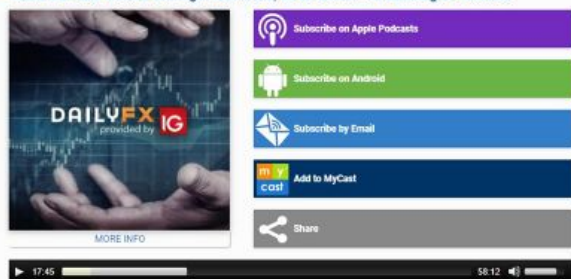 Subscribe on Apple Podcasts
Subscribe on Android
DAILYFX
provided by IG
Subscribe by Email
my cast
Add to MyCast
Share
MORE INFO
17:45
58:12